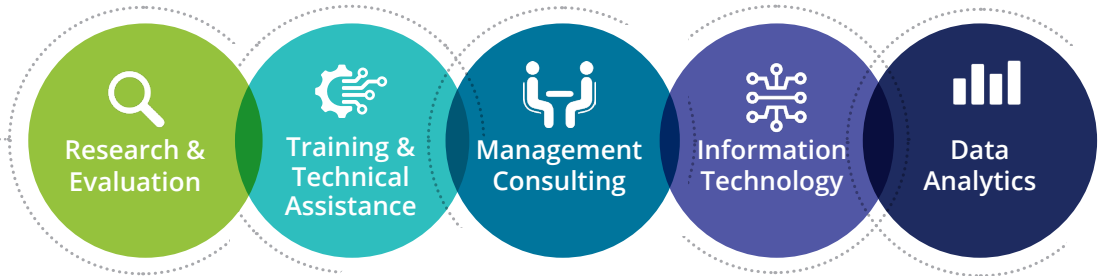 Research &
Evaluation
Training &
Technical
Assistance
Management
Consulting
Information
Technology
Data
Analytics